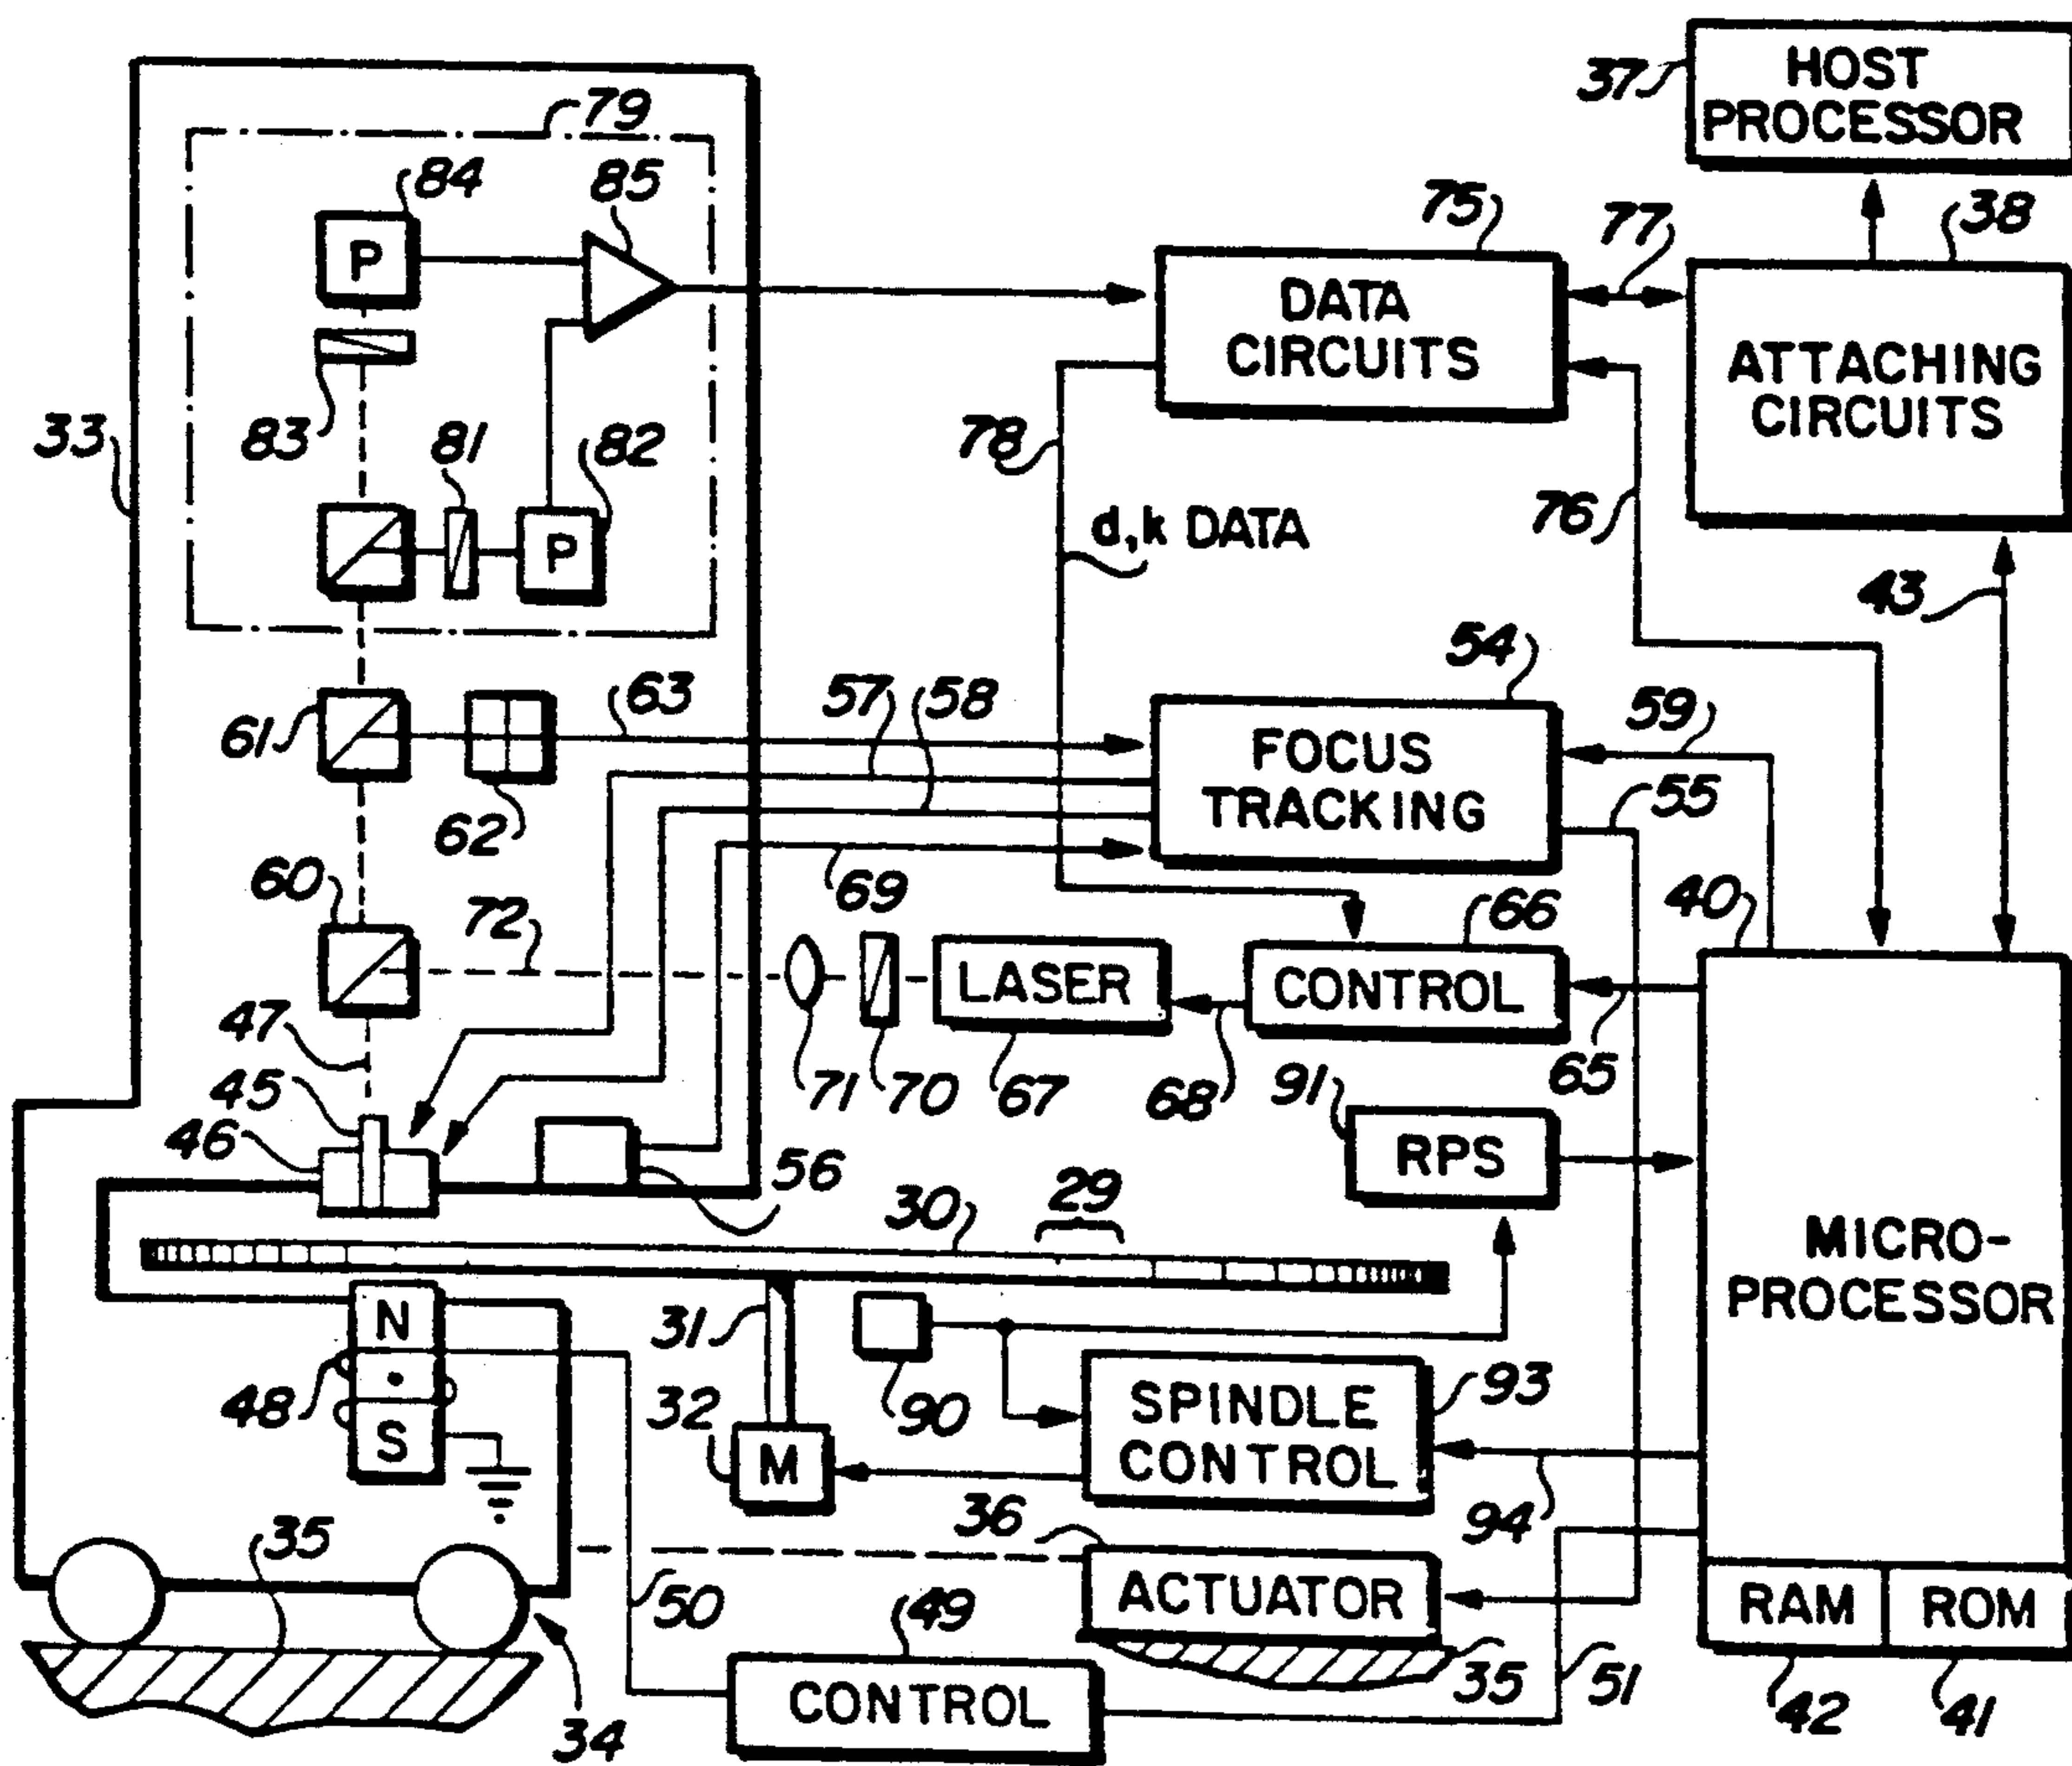 37
HOST
PROCESSOR
79
84
85
P
75
77
38
DATA
CIRCUITS
ATTACHING
CIRCUITS
33
83
81
82
P
78
76
d,k DATA
43
54
61
63
57
58
59
62
FOCUS
TRACKING
55
60
72
69
66
40
LASER
CONTROL
47
45
46
71
70
67
68
65
91
RPS
56
30
29
MICRO-
PROCESSOR
N
S
48
31
32
M
90
SPINDLE
CONTROL
93
94
36
35
50
49
ACTUATOR
35
51
RAM
ROM
CONTROL
34
42
41